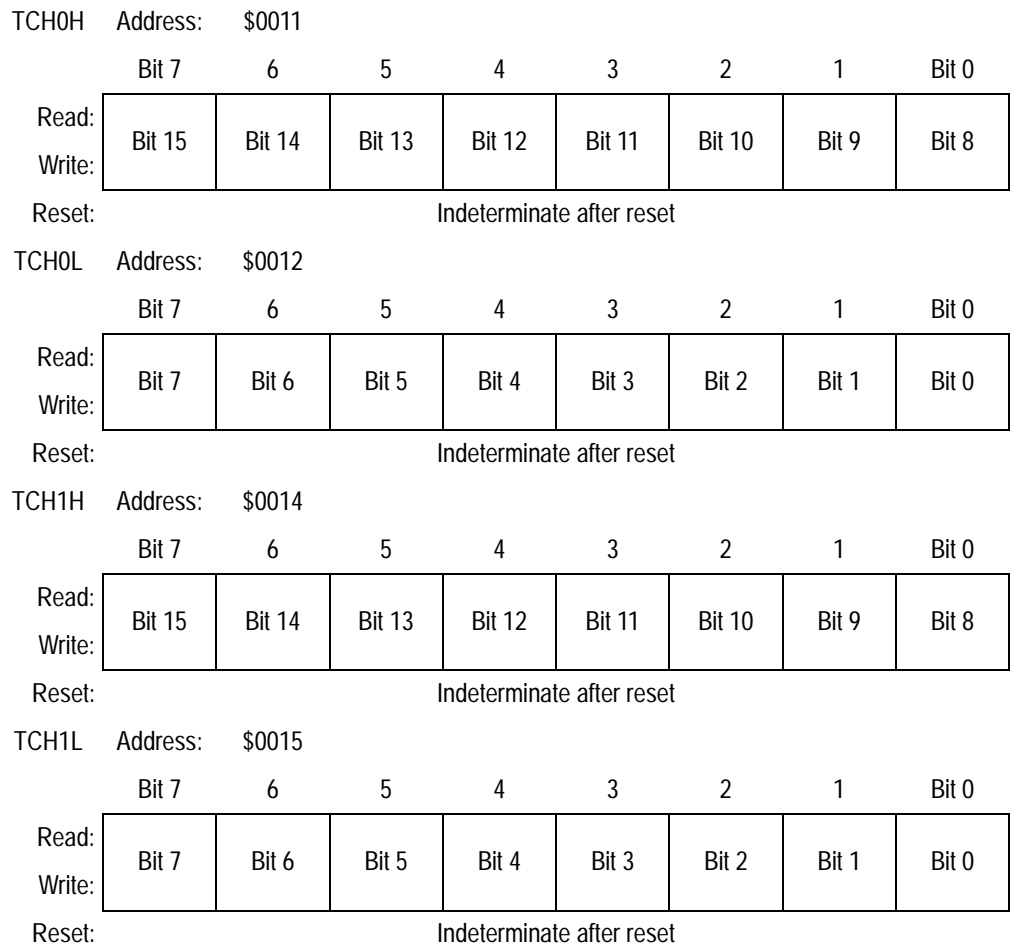 TCH0H Address: $0011
Bit 7 6 5 4 3 2 1 Bit 0
Read:
Bit 15 Bit 14 Bit 13 Bit 12 Bit 11 Bit 10 Bit 9 Bit 8
Write:
Reset: Indeterminate after reset
TCH0L Address: $0012
Bit 7 6 5 4 3 2 1 Bit 0
Read:
Bit 7 Bit 6 Bit 5 Bit 4 Bit 3 Bit 2 Bit 1 Bit 0
Write:
Reset: Indeterminate after reset
TCH1H Address: $0014
Bit 7 6 5 4 3 2 1 Bit 0
Read:
Bit 15 Bit 14 Bit 13 Bit 12 Bit 11 Bit 10 Bit 9 Bit 8
Write:
Reset: Indeterminate after reset
TCH1L Address: $0015
Bit 7 6 5 4 3 2 1 Bit 0
Read:
Bit 7 Bit 6 Bit 5 Bit 4 Bit 3 Bit 2 Bit 1 Bit 0
Write:
Reset: Indeterminate after reset